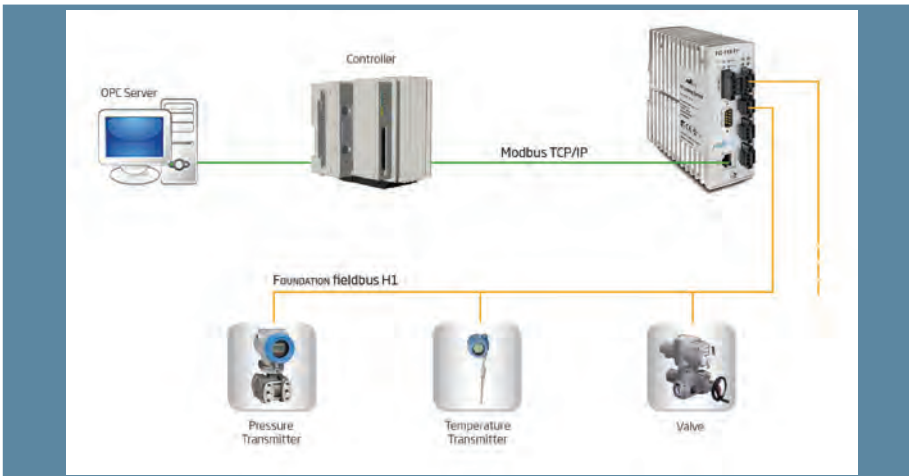 Controller
OPC Server
Modbus TCP/IP
FOUNDATION fieldbus H1
Pressure
Transmitter
Temperature
Transmitter
Valve